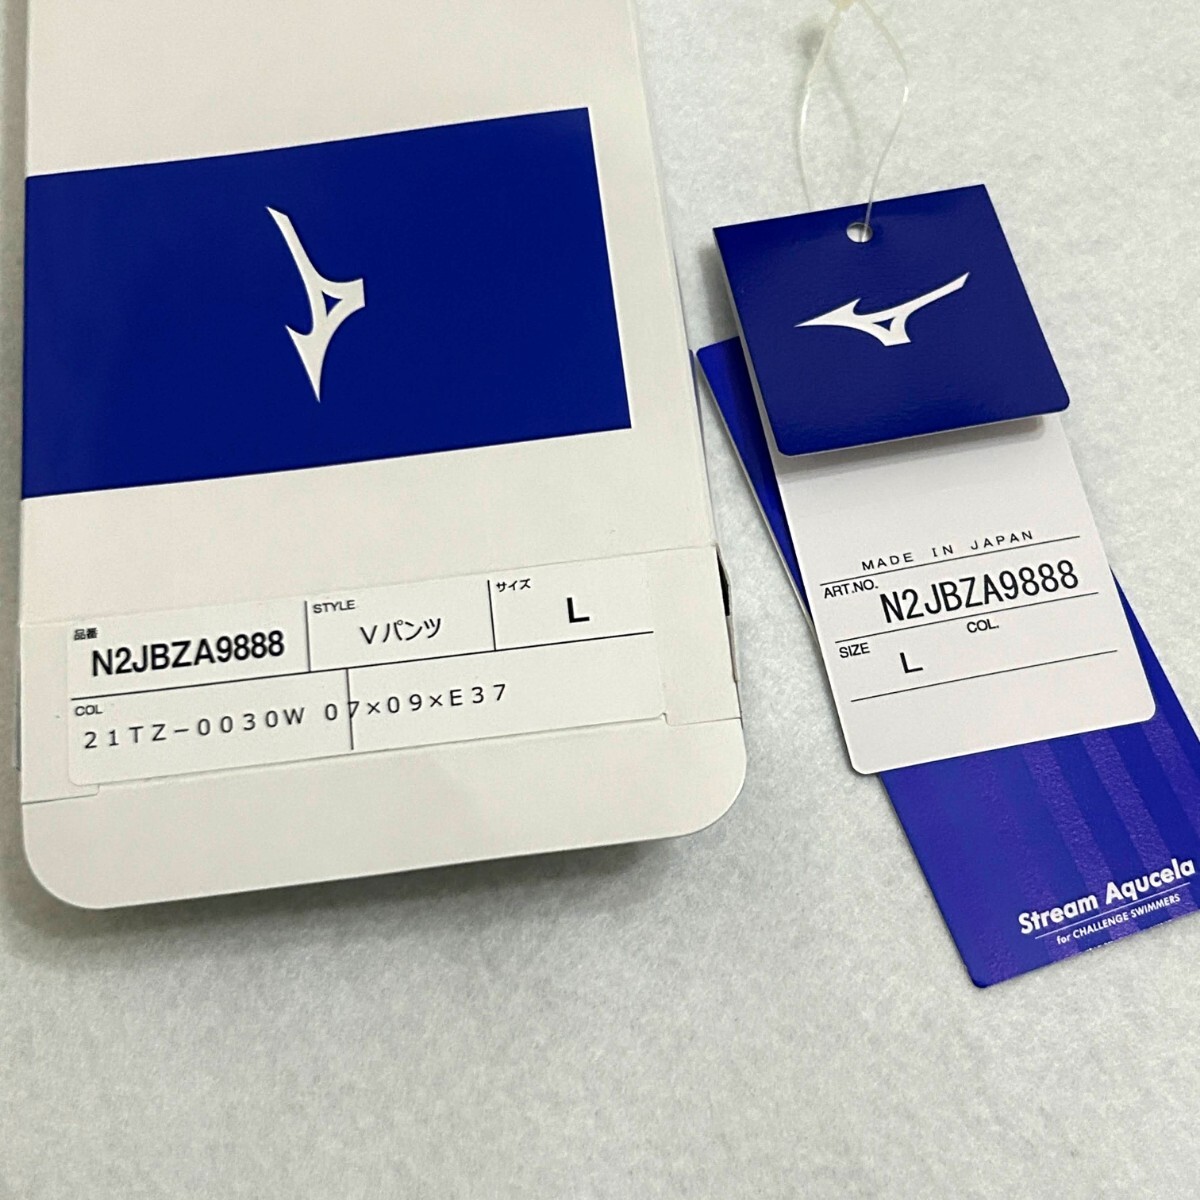 品番
N2JBZA9888
STYLE
Vパンツ
サイズ
L
COL
21TZ-0030W 07×09×E37
MADE IN JAPAN
ART.NO.
N2JBZA9888
COL.
SIZE
L
Stream Aqucela
for CHALLENGE SWIMMERS